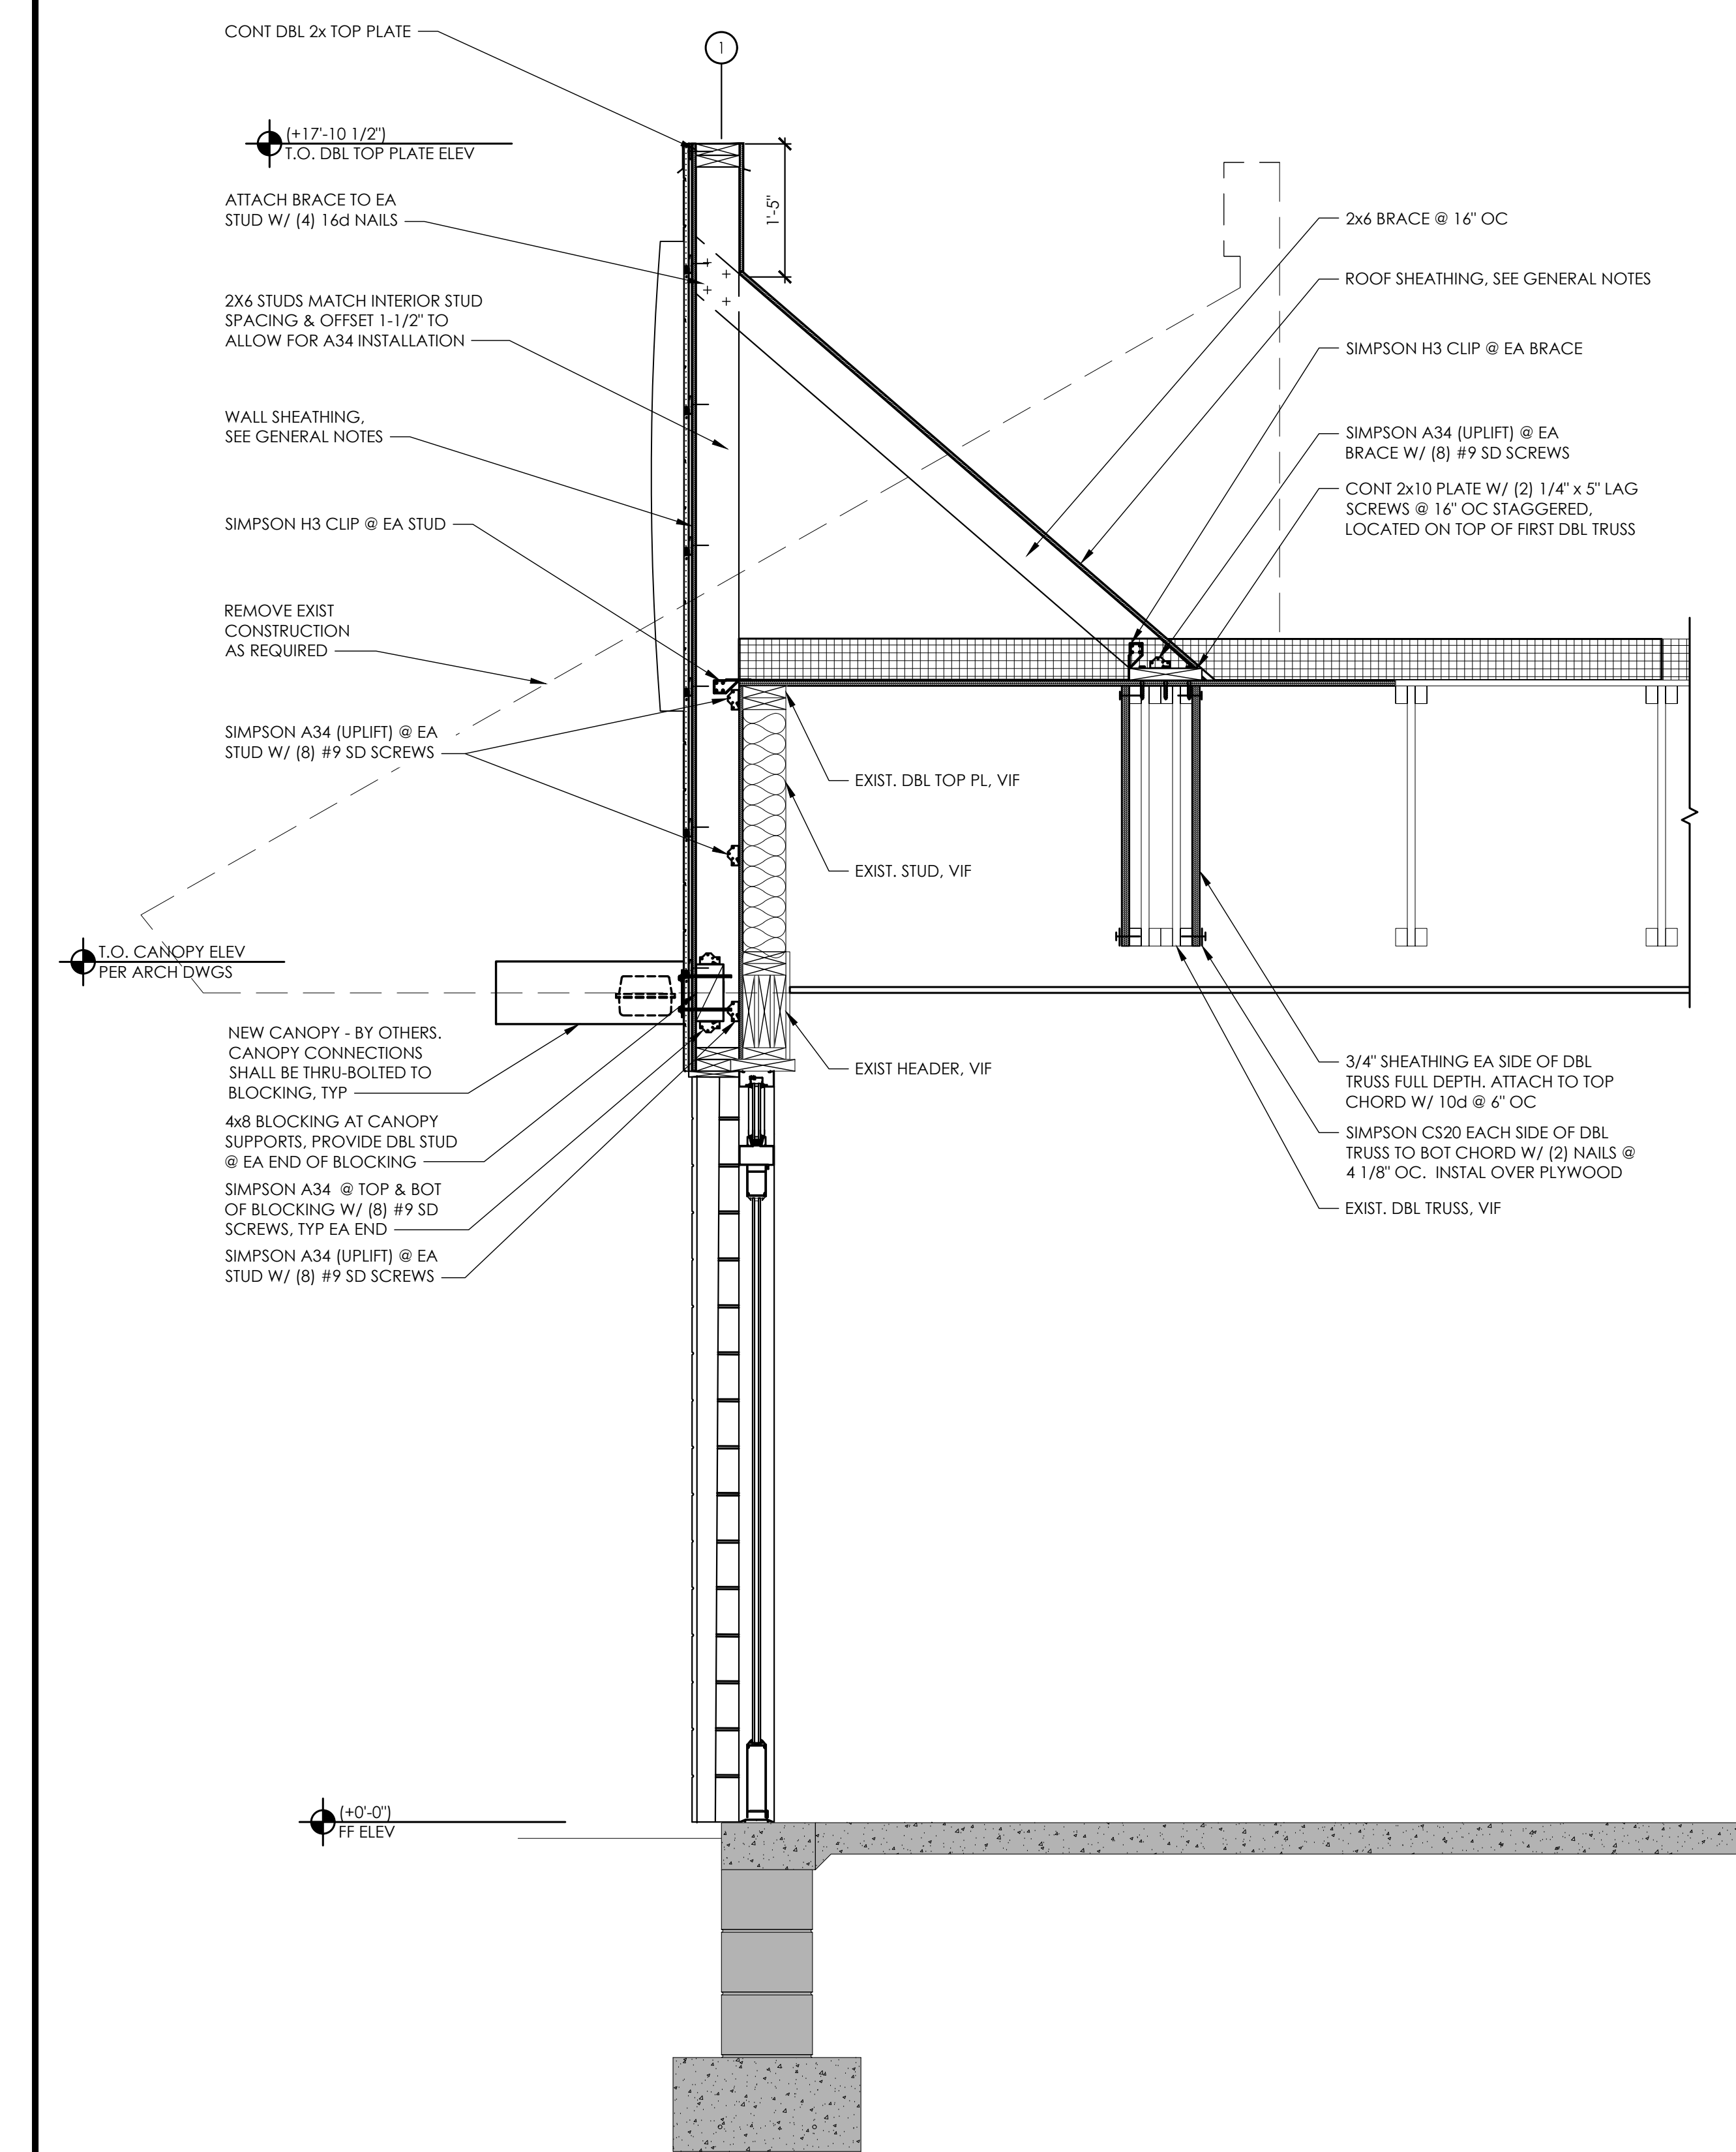 CONT DBL 2x TOP PLATE
1
(+17'-10 1/2")
T.O. DBL TOP PLATE ELEV
ATTACH BRACE TO EA
STUD W/ (4) 16d NAILS
1'-5"
2X6 STUDS MATCH INTERIOR STUD
SPACING & OFFSET 1-1/2" TO
ALLOW FOR A34 INSTALLATION
WALL SHEATHING,
SEE GENERAL NOTES
SIMPSON H3 CLIP @ EA STUD
REMOVE EXIST
CONSTRUCTION
AS REQUIRED
SIMPSON A34 (UPLIFT) @ EA
STUD W/ (8) #9 SD SCREWS
T.O. CANOPY ELEV
PER ARCH DWGS
NEW CANOPY - BY OTHERS.
CANOPY CONNECTIONS
SHALL BE THRU-BOLTED TO
BLOCKING, TYP
4x8 BLOCKING AT CANOPY
SUPPORTS, PROVIDE DBL STUD
@ EA END OF BLOCKING
SIMPSON A34 @ TOP & BOT
OF BLOCKING W/ (8) #9 SD
SCREWS, TYP EA END
SIMPSON A34 (UPLIFT) @ EA
STUD W/ (8) #9 SD SCREWS
EXIST. DBL TOP PL, VIF
EXIST. STUD, VIF
EXIST HEADER, VIF
2x6 BRACE @ 16" OC
ROOF SHEATHING, SEE GENERAL NOTES
SIMPSON H3 CLIP @ EA BRACE
SIMPSON A34 (UPLIFT) @ EA
BRACE W/ (8) #9 SD SCREWS
CONT 2x10 PLATE W/ (2) 1/4" x 5" LAG
SCREWS @ 16" OC STAGGERED,
LOCATED ON TOP OF FIRST DBL TRUSS
3/4" SHEATHING EA SIDE OF DBL
TRUSS FULL DEPTH. ATTACH TO TOP
CHORD W/ 10d @ 6" OC
SIMPSON CS20 EACH SIDE OF DBL
TRUSS TO BOT CHORD W/ (2) NAILS @
4 1/8" OC. INSTAL OVER PLYWOOD
EXIST. DBL TRUSS, VIF
(+0'-0")
FF ELEV